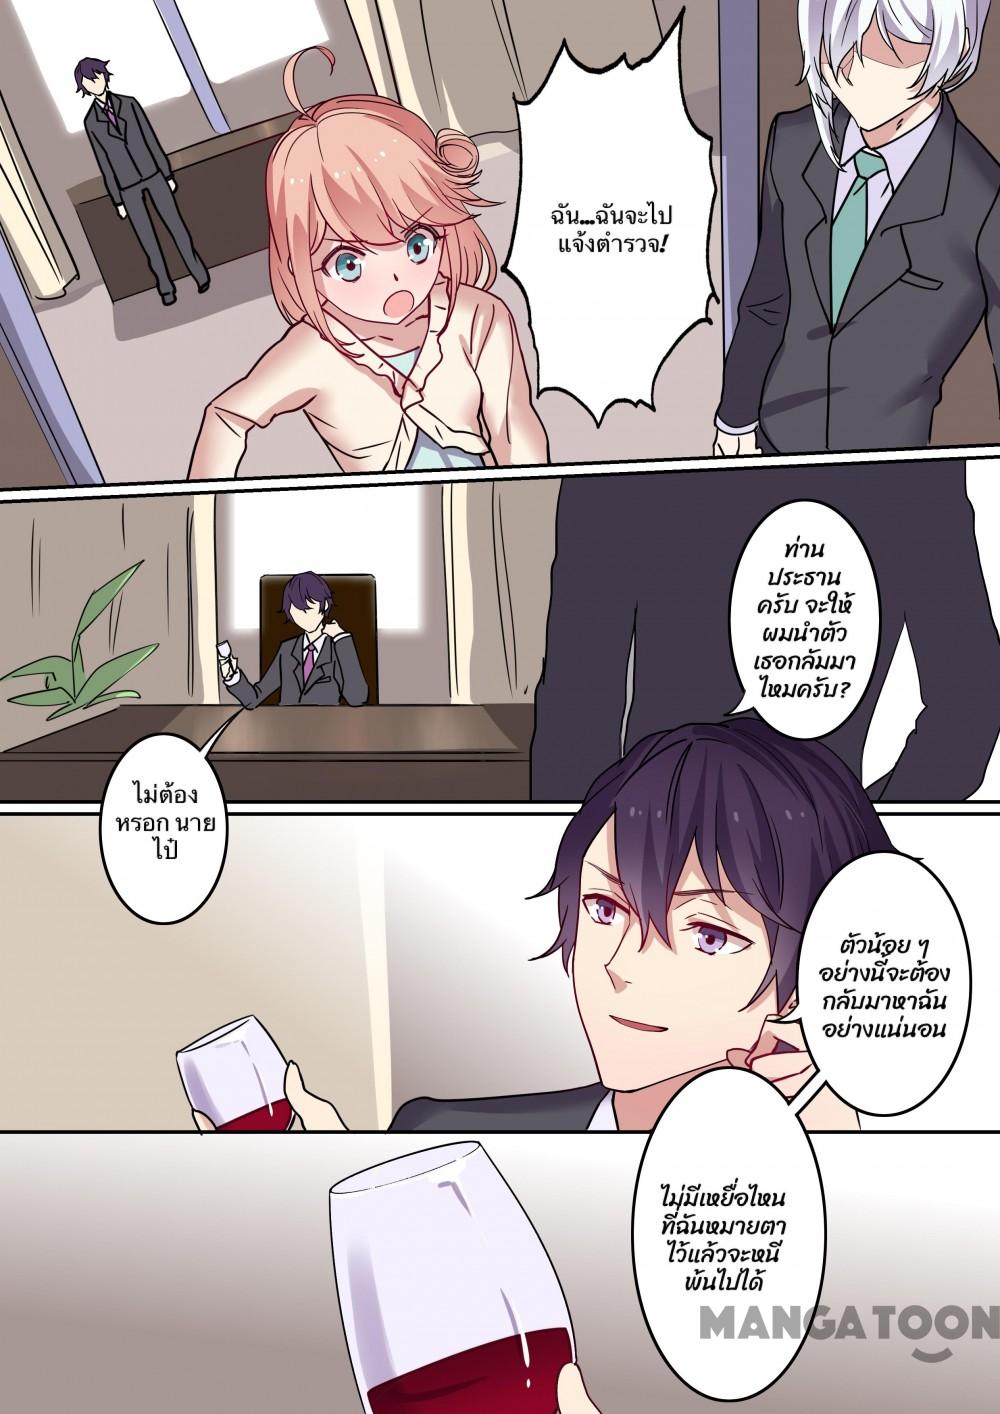 ฉัน...ฉันจะไป
แจ้งตำรวจ!
ท่าน
ประธาน
ครับ จะให้
ผมนำตัว
เธอกลัมมา
ไหมครับ?
ไม่ต้อง
หรอก นาย
ไป๋
ตัวน้อย ๆ
อย่างนี้จะต้อง
กลับมาหาฉัน
อย่างแน่นอน
ไม่มีเหยื่อไหน
ที่ฉันหมายตา
ไว้แล้วจะหนี
พ้นไปได้
MANGATOON